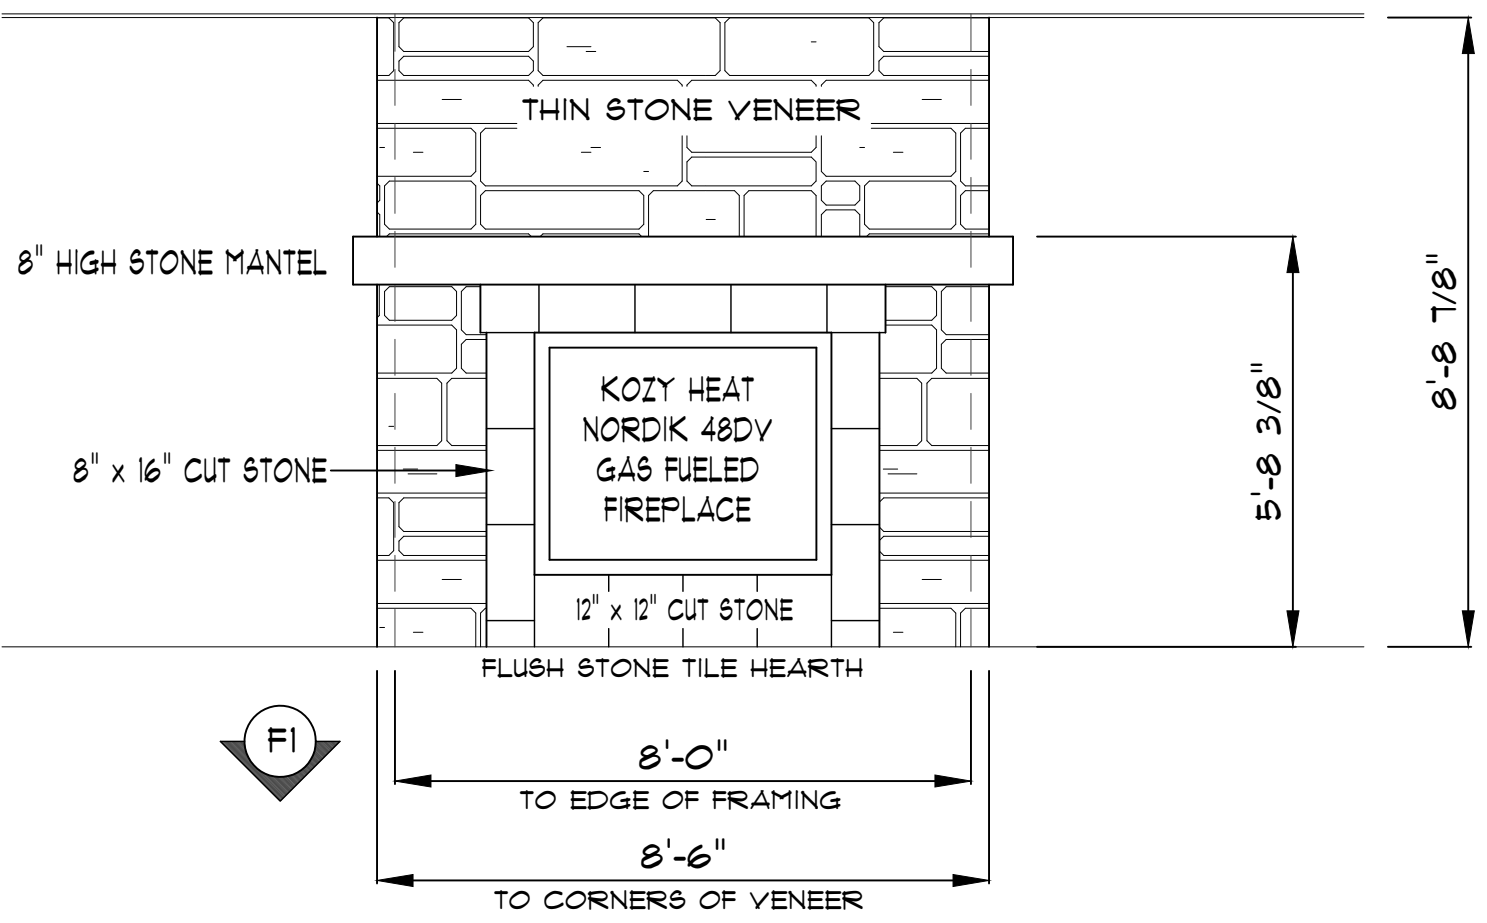 THIN STONE VENEER
8" HIGH STONE MANTEL
8'-8 7/8"
5'-8 3/8"
KOZY HEAT
NORDIK 48DV
GAS FUELED
FIREPLACE
8" x 16" CUT STONE
12" x 12" CUT STONE
FLUSH STONE TILE HEARTH
F1
8'-0"
TO EDGE OF FRAMING
8'-6"
TO CORNERS OF VENEER